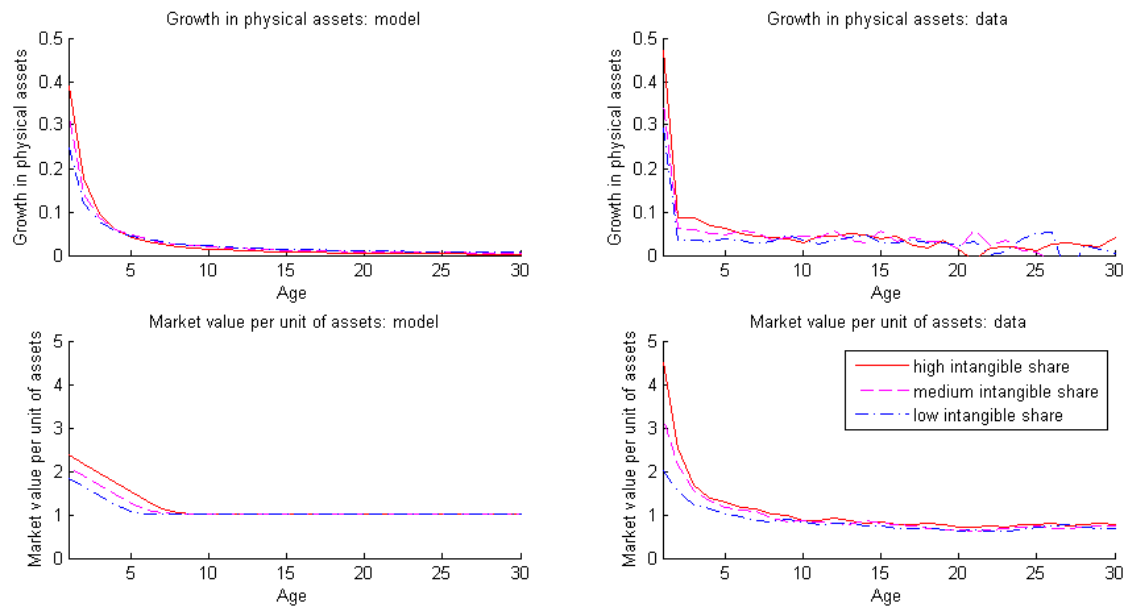 Growth in physical assets: model
Growth in physical assets
0.5
0.4
0.3
0.2
0.1
0
5 10 15 20 25 30
Age
Growth in physical assets: data
Growth in physical assets
0.5
0.4
0.3
0.2
0.1
0
5 10 15 20 25 30
Age
Market value per unit of assets: model
Market value per unit of assets
5
4
3
2
1
0
5 10 15 20 25 30
Age
Market value per unit of assets: data
Market value per unit of assets
5
4
3
2
1
0
5 10 15 20 25 30
Age
high intangible share
medium intangible share
low intangible share